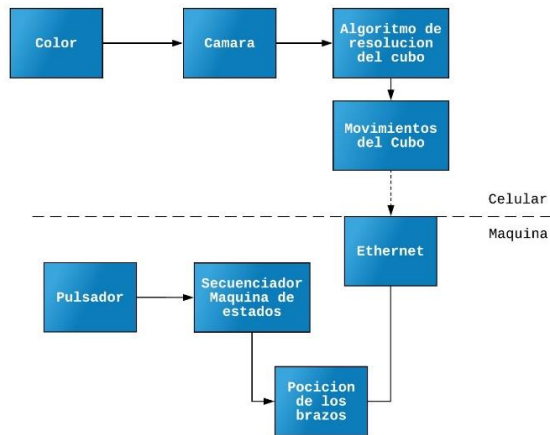 Color
Camara
Algoritmo de
resolucion
del cubo
Movimientos
del Cubo
Celular
Maquina
Ethernet
Pulsador
Secuenciador
Maquina de
estados
Pocicion
de los
brazos